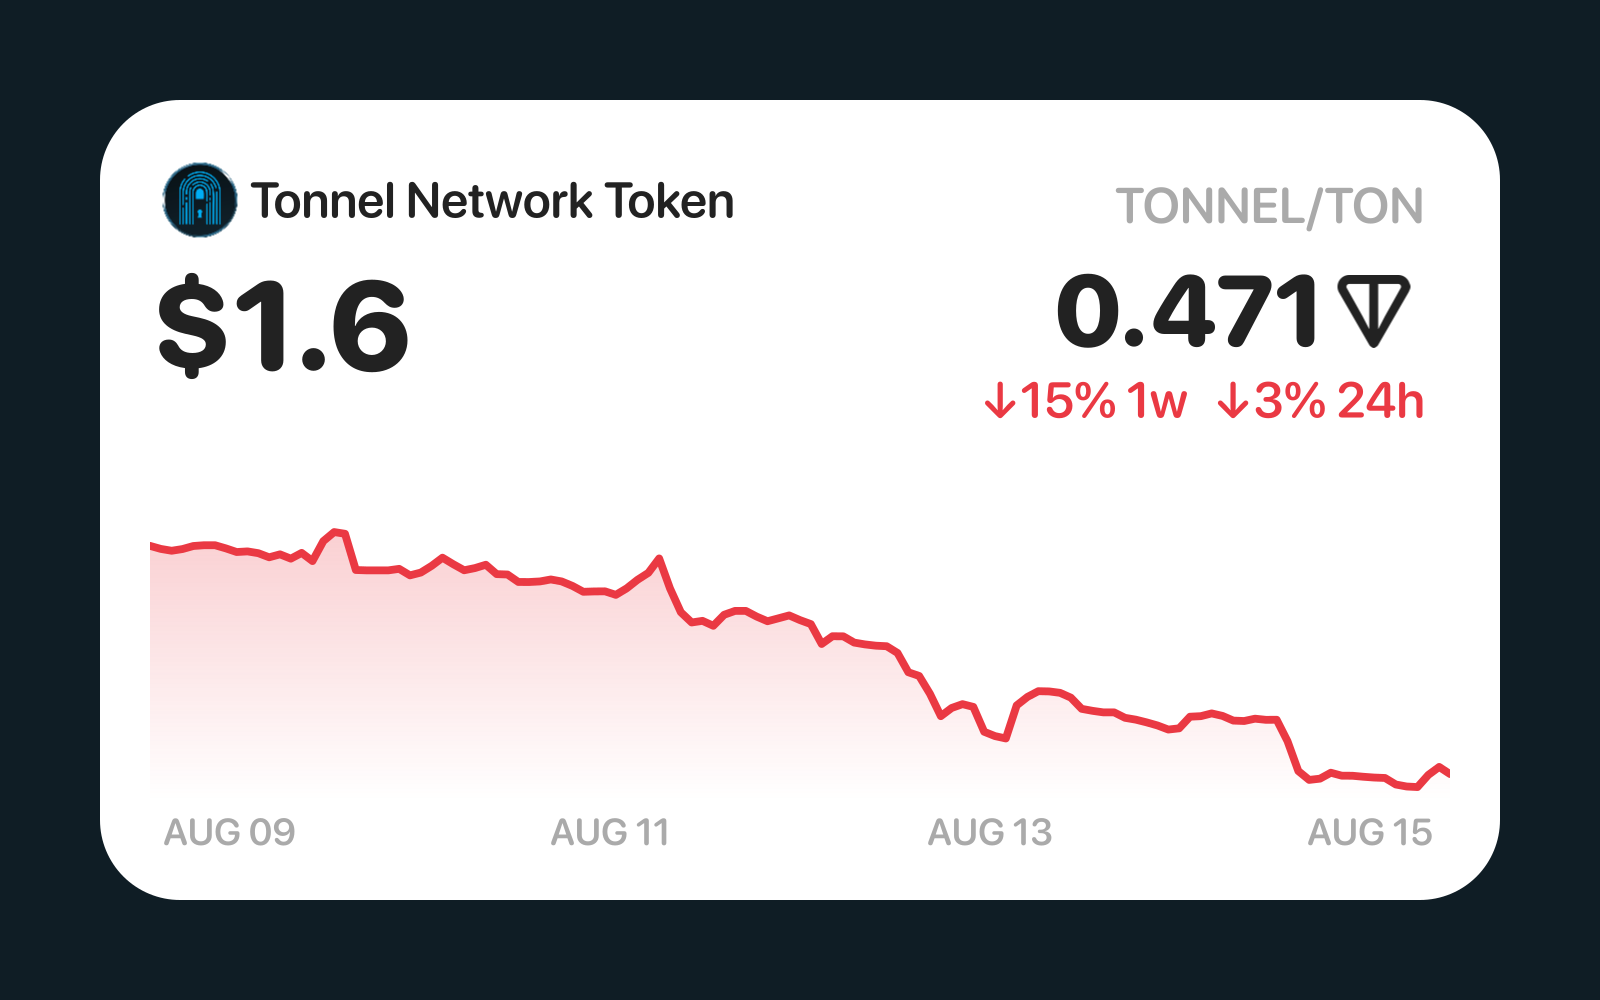 Tonnel Network Token
TONNEL/TON
$1.6
0.471
↓15% 1w ↓3% 24h
AUG 09 AUG 11 AUG 13 AUG 15